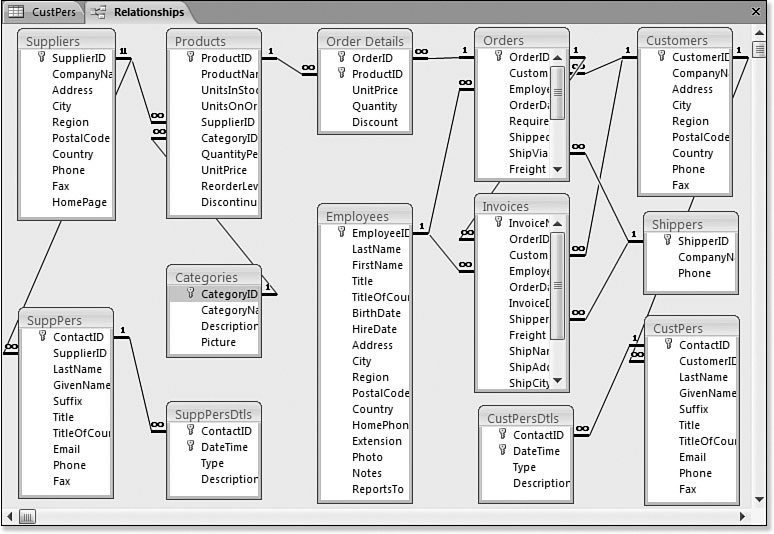 CustPers
Relationships
Suppliers
SupplierID
CompanyNa
Address
City
Region
PostalCode
Country
Phone
Fax
HomePage
Products
ProductID
ProductNan
UnitsInStoc
UnitsOnOr
SupplierID
CategoryID
QuantityPe
UnitPrice
ReorderLev
Discontinu
Order Details
OrderID
ProductID
UnitPrice
Quantity
Discount
Orders
OrderID
Custom
Employe
OrderDa
Require
Shipped
ShipVia
Freight
Customers
CustomerID
CompanyNa
Address
City
Region
PostalCode
Country
Phone
Fax
Employees
EmployeeID
LastName
FirstName
Title
TitleOfCour
BirthDate
HireDate
Address
City
Region
PostalCode
Country
HomePhon
Extension
Photo
Notes
ReportsTo
Invoices
InvoiceN
OrderID
Custom
Employe
OrderDa
InvoiceD
Shipper
Freight
ShipNar
ShipAdd
ShipCity
Shippers
ShipperID
CompanyNa
Phone
Categories
CategoryID
CategoryNa
Description
Picture
SuppPers
ContactID
SupplierID
LastName
GivenName
Suffix
Title
TitleOfCour
Email
Phone
Fax
SuppPersDtls
ContactID
DateTime
Type
Description
CustPersDtls
ContactID
DateTime
Type
Description
CustPers
ContactID
CustomerID
LastName
GivenName
Suffix
Title
TitleOfCour
Email
Phone
Fax